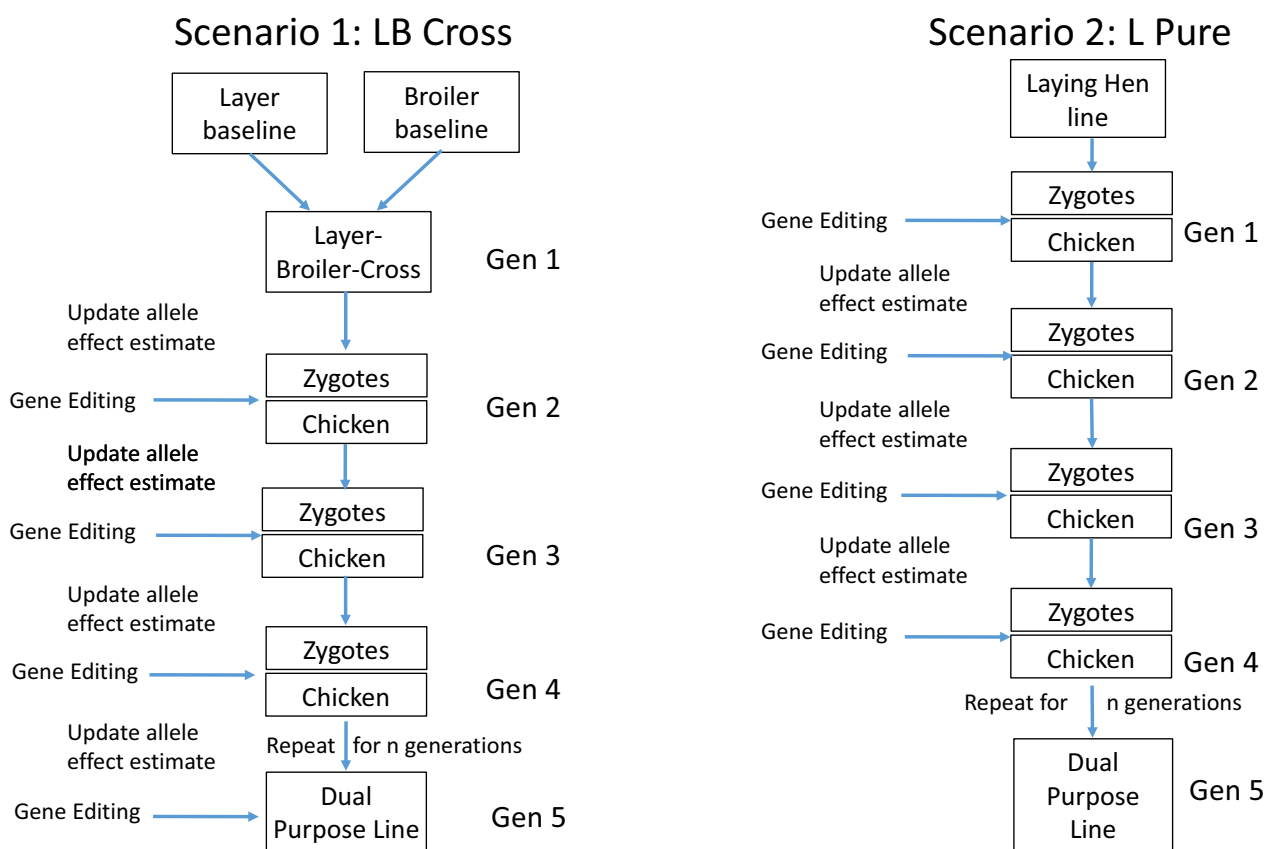 Scenario 1: LB Cross
Layer
baseline
Broiler
baseline
Layer-
Broiler-Cross
Gen 1
Update allele
effect estimate
Zygotes
Gene Editing
Chicken
Gen 2
Update allele
effect estimate
Zygotes
Gene Editing
Chicken
Gen 3
Update allele
effect estimate
Zygotes
Gene Editing
Chicken
Gen 4
Update allele
effect estimate
Repeat for n generations
Gene Editing
Dual
Purpose Line
Gen 5
Scenario 2: L Pure
Laying Hen
line
Zygotes
Gene Editing
Chicken
Gen 1
Update allele
effect estimate
Zygotes
Gene Editing
Chicken
Gen 2
Update allele
effect estimate
Zygotes
Gene Editing
Chicken
Gen 3
Update allele
effect estimate
Zygotes
Gene Editing
Chicken
Gen 4
Repeat for n generations
Dual
Purpose
Line
Gen 5